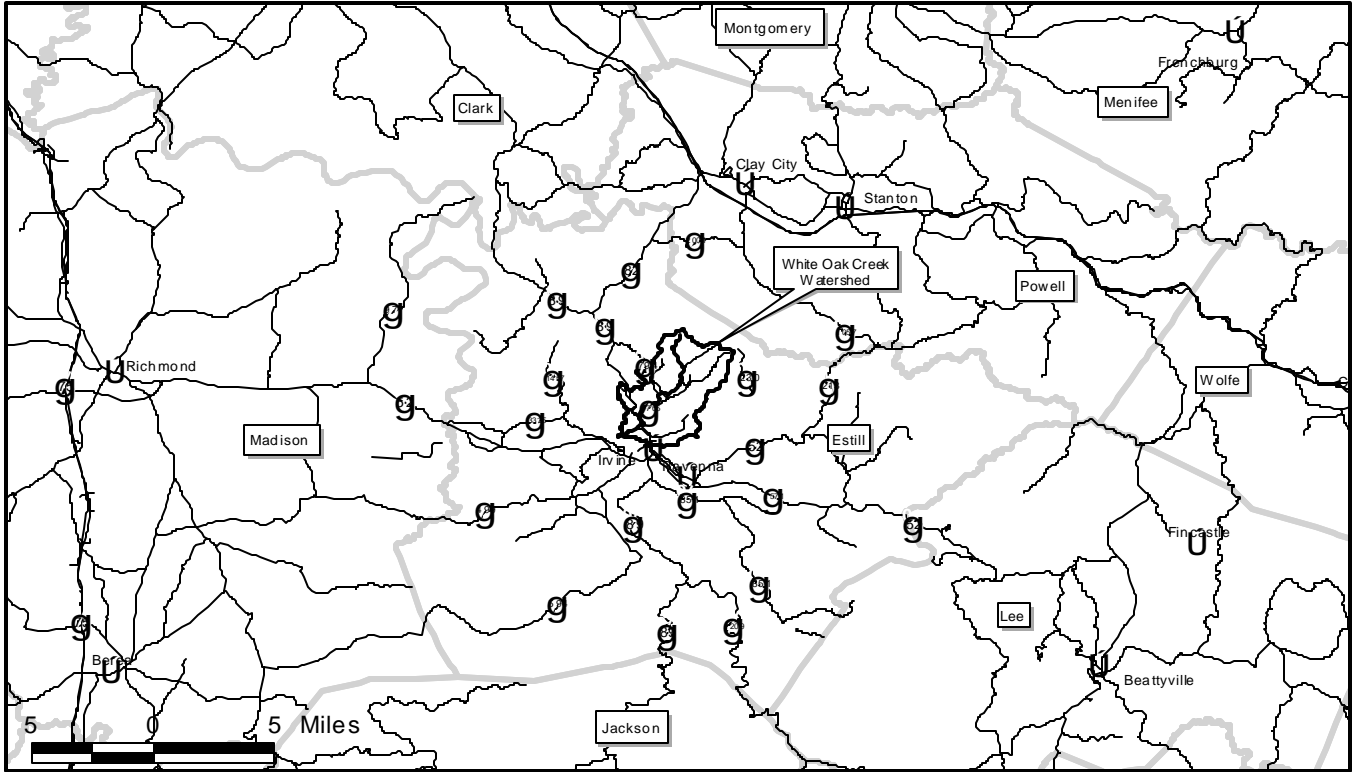 Montgomery
Frenchburg
Menifee
Clark
Clay City
Stanton
White Oak Creek
Watershed
Powell
Richmond
Wolfe
Madison
Estill
Irvine
Ravenna
Fincastle
Lee
Berea
Beattyville
5 0 5 Miles
Jackson